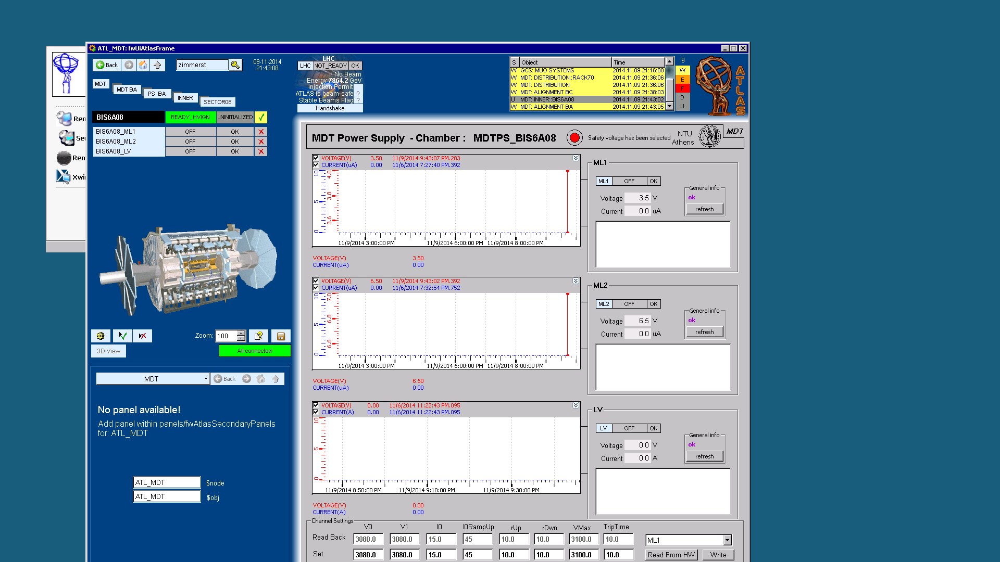 ATL_MDT: fwUiAtlasFrame
Back
zimmerst
09-11-2014
21:43:08
LHC
LHC NOT_READY OK
No Beam
Energy 7864.2 GeV
Injection Permit
ATLAS is beam-safe ?
Stable Beams Flag ?
Handshake
S Object Time
W GCS: MUO SYSTEMS 2014.11.09 21:16:08
W MDT: DISTRIBUTION::RACK70 2014.11.09 21:36:06
W MDT: DISTRIBUTION 2014.11.09 21:36:06
W MDT: ALIGNMENT BC 2014.11.09 21:38:03
U MDT: INNER::BIS6A08 2014.11.09 21:43:02
W MDT: ALIGNMENT BA 2014.11.09 21:43:05
9
W
E
F
D
U
ATLAS
MDT
MDT BA
PS BA
INNER
SECTOR08
BIS6A08 READY_HVIGN UNINITIALIZED
BIS6A08_ML1 OFF OK
BIS6A08_ML2 OFF OK
BIS6A08_LV OFF OK
Rem
Ser
Rem
Xwi
Zoom: 100
3D View
All connected
MDT
Back
No panel available!
Add panel within panels/fwAtlasSecondaryPanels
for: ATL_MDT
ATL_MDT $node
ATL_MDT $obj
MDT Power Supply - Chamber : MDTPS_BIS6A08
Safety voltage has been selected
NTU
Athens
MDT
VOLTAGE(V) 3.50 11/9/2014 9:43:07 PM.283
CURRENT(uA) 0.00 11/6/2014 7:27:40 PM.392
10
5
0
4.0
3.8
3.6
11/9/2014 3:00:00 PM 11/9/2014 6:00:00 PM 11/9/2014 8:00:00 PM
VOLTAGE(V) 3.50
CURRENT(uA) 0.00
ML1
ML1 OFF OK
Voltage 3.5 V
Current 0.0 uA
General info
ok
refresh
VOLTAGE(V) 6.50 11/9/2014 9:43:02 PM.392
CURRENT(uA) 0.00 11/6/2014 7:32:54 PM.752
10
5
0
7.0
6.8
6.6
11/9/2014 3:00:00 PM 11/9/2014 6:00:00 PM 11/9/2014 8:00:00 PM
VOLTAGE(V) 6.50
CURRENT(uA) 0.00
ML2
ML2 OFF OK
Voltage 6.5 V
Current 0.0 uA
General info
ok
refresh
VOLTAGE(V) 0.00 11/6/2014 11:22:43 PM.095
CURRENT(A) 0.00 11/6/2014 11:22:43 PM.095
10
5
0
11/9/2014 8:50:00 PM 11/9/2014 9:10:00 PM 11/9/2014 9:30:00 PM
VOLTAGE(V) 0.00
CURRENT(A) 0.00
LV
LV OFF OK
Voltage 0.0 V
Current 0.0 A
General info
ok
refresh
Channel Settings
V0 V1 I0 I0RampUp rUp rDwn VMax TripTime
Read Back 3080.0 3080.0 15.0 45 10.0 10.0 3100.0 10.0
ML1
Set 3080.0 3080.0 15.0 45 10.0 10.0 3100.0 10.0
Read From HW Write